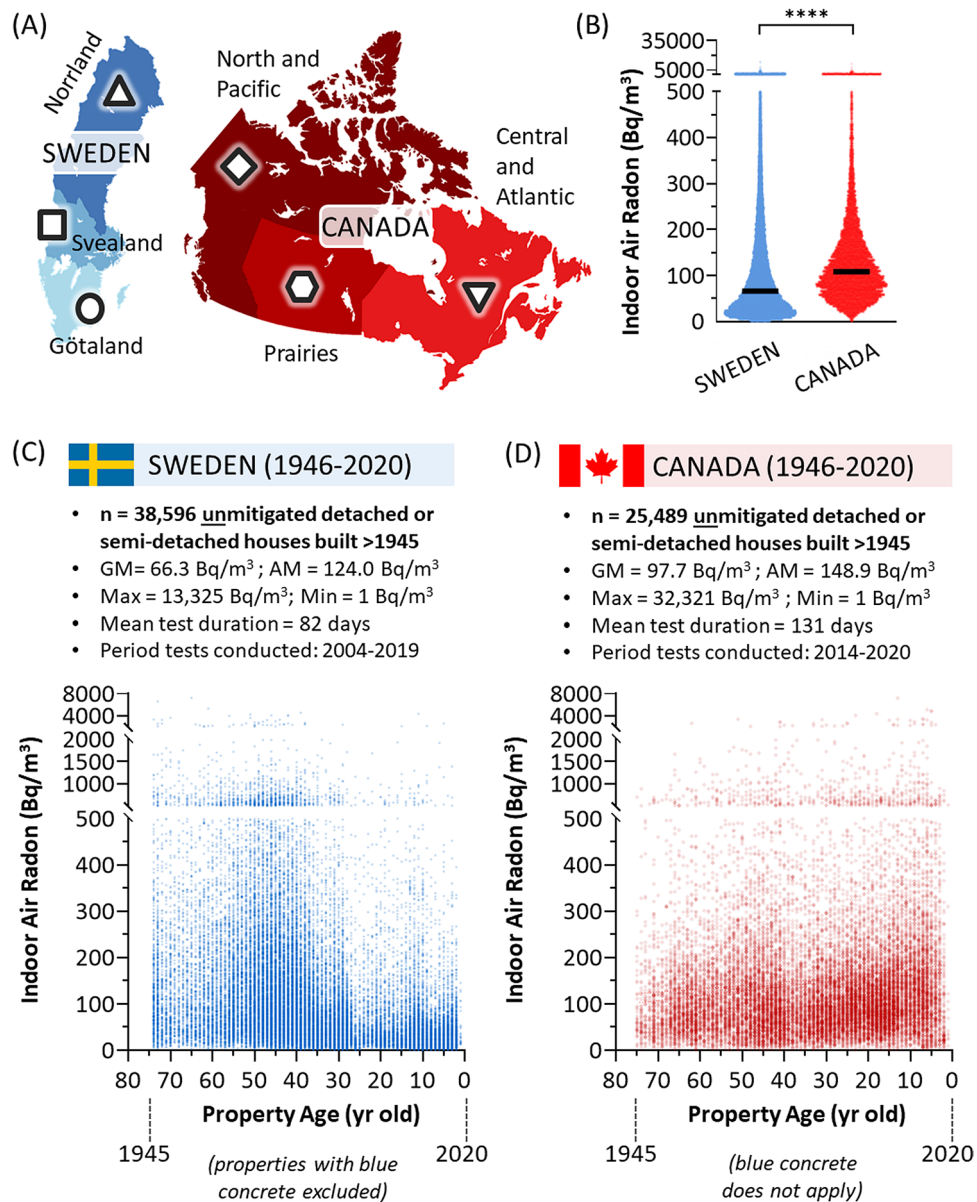 (A)
Norrland
SWEDEN
Svealand
Götaland
North and
Pacific
Central
and
Atlantic
CANADA
Prairies
(B)
****
Indoor Air Radon (Bq/m³)
35000
5000
500
400
300
200
100
0
SWEDEN
CANADA
(C)
SWEDEN (1946-2020)
• n = 38,596 unmitigated detached or
semi-detached houses built >1945
• GM= 66.3 Bq/m³ ; AM = 124.0 Bq/m³
• Max = 13,325 Bq/m³; Min = 1 Bq/m³
• Mean test duration = 82 days
• Period tests conducted: 2004-2019
Indoor Air Radon (Bq/m³)
8000
4000
2000
1000
500
400
300
200
100
0
80 70 60 50 40 30 20 10 0
Property Age (yr old)
1945
2020
(properties with blue
concrete excluded)
(D)
CANADA (1946-2020)
• n = 25,489 unmitigated detached or
semi-detached houses built >1945
• GM = 97.7 Bq/m³ ; AM = 148.9 Bq/m³
• Max = 32,321 Bq/m³ ; Min = 1 Bq/m³
• Mean test duration = 131 days
• Period tests conducted: 2014-2020
Indoor Air Radon (Bq/m³)
8000
4000
2000
1000
500
400
300
200
100
0
80 70 60 50 40 30 20 10 0
Property Age (yr old)
1945
2020
(blue concrete
does not apply)